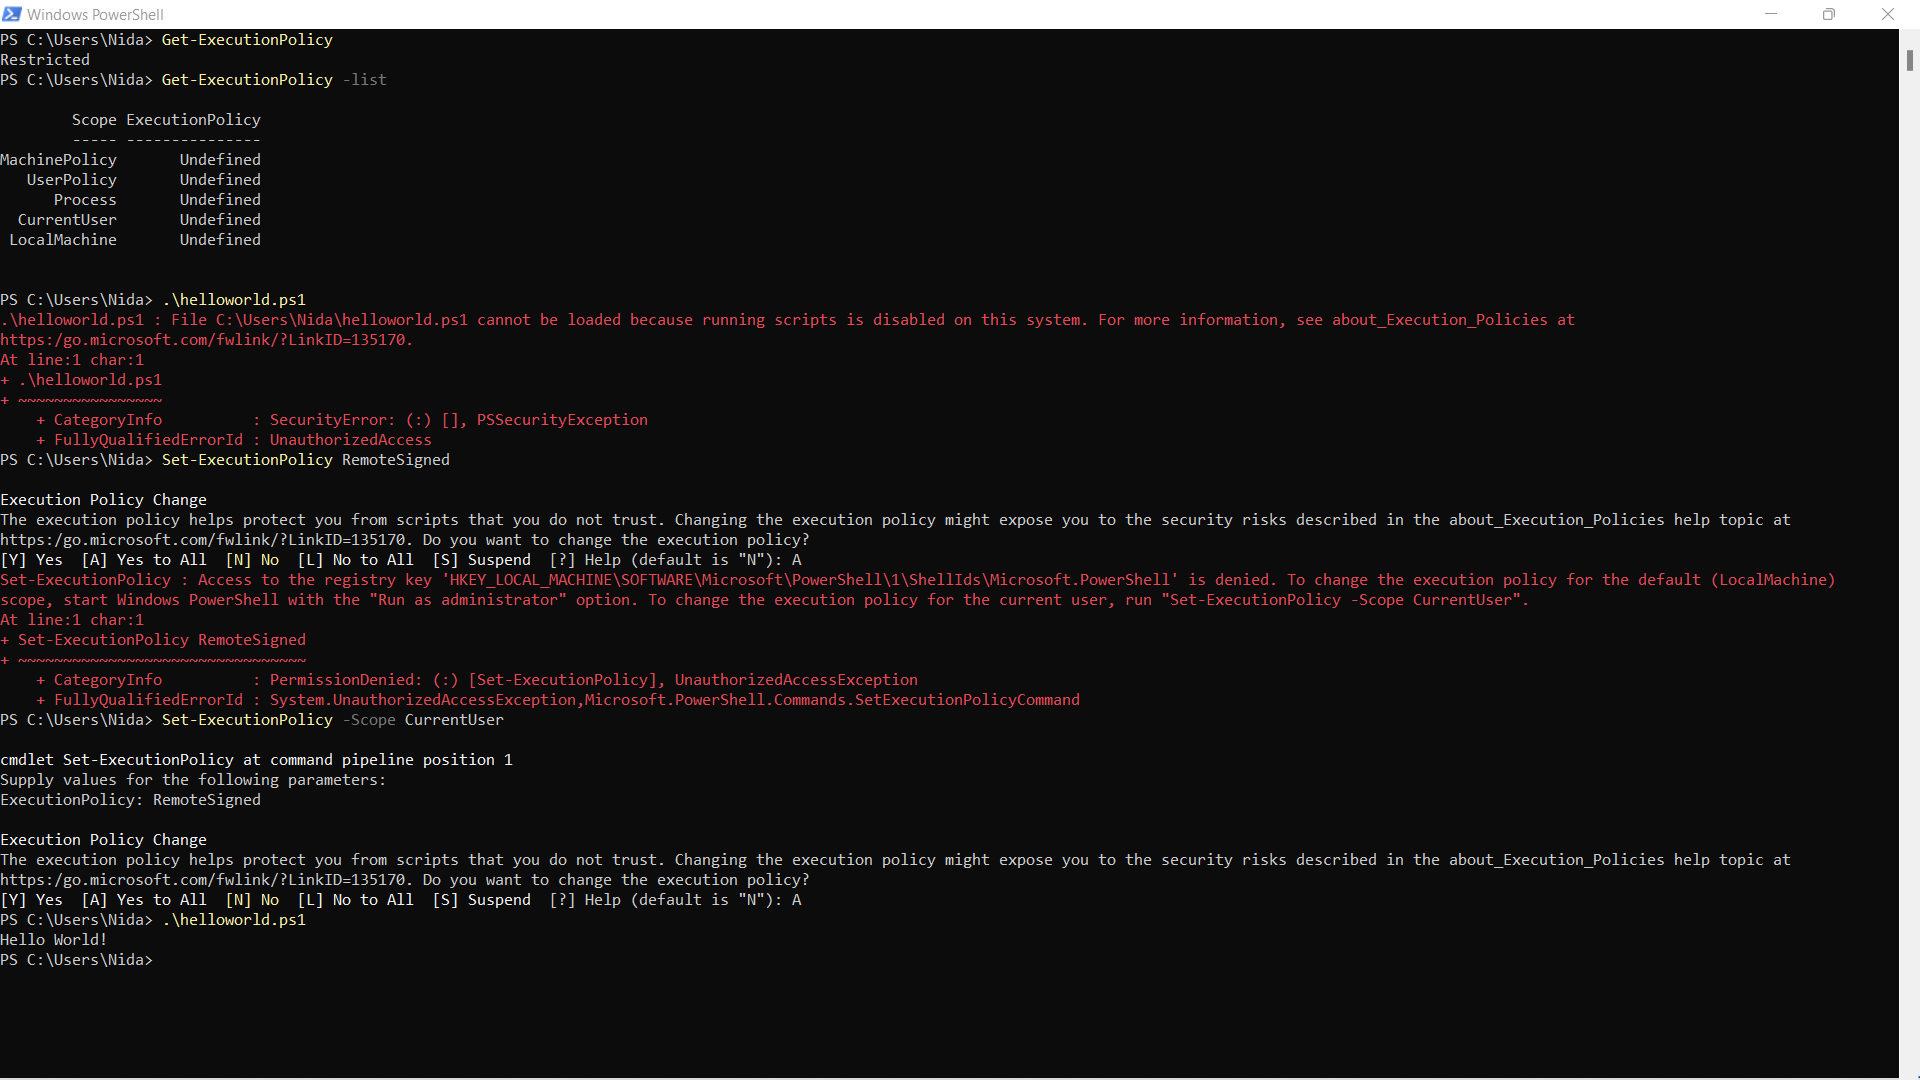 Windows PowerShell
PS C:\Users\Nida> Get-ExecutionPolicy
Restricted
PS C:\Users\Nida> Get-ExecutionPolicy -list
Scope ExecutionPolicy
----- ---------------
MachinePolicy Undefined
UserPolicy Undefined
Process Undefined
CurrentUser Undefined
LocalMachine Undefined
PS C:\Users\Nida> .\helloworld.ps1
.\helloworld.ps1 : File C:\Users\Nida\helloworld.ps1 cannot be loaded because running scripts is disabled on this system. For more information, see about_Execution_Policies at
https:/go.microsoft.com/fwlink/?LinkID=135170.
At line:1 char:1
+ .\helloworld.ps1
+ ~~~~~~~~~~~~~~~~
+ CategoryInfo : SecurityError: (:) [], PSSecurityException
+ FullyQualifiedErrorId : UnauthorizedAccess
PS C:\Users\Nida> Set-ExecutionPolicy RemoteSigned
Execution Policy Change
The execution policy helps protect you from scripts that you do not trust. Changing the execution policy might expose you to the security risks described in the about_Execution_Policies help topic at
https:/go.microsoft.com/fwlink/?LinkID=135170. Do you want to change the execution policy?
[Y] Yes [A] Yes to All [N] No [L] No to All [S] Suspend [?] Help (default is "N"): A
Set-ExecutionPolicy : Access to the registry key 'HKEY_LOCAL_MACHINE\SOFTWARE\Microsoft\PowerShell\1\ShellIds\Microsoft.PowerShell' is denied. To change the execution policy for the default (LocalMachine)
scope, start Windows PowerShell with the "Run as administrator" option. To change the execution policy for the current user, run "Set-ExecutionPolicy -Scope CurrentUser".
At line:1 char:1
+ Set-ExecutionPolicy RemoteSigned
+ ~~~~~~~~~~~~~~~~~~~~~~~~~~~~~~~~
+ CategoryInfo : PermissionDenied: (:) [Set-ExecutionPolicy], UnauthorizedAccessException
+ FullyQualifiedErrorId : System.UnauthorizedAccessException,Microsoft.PowerShell.Commands.SetExecutionPolicyCommand
PS C:\Users\Nida> Set-ExecutionPolicy -Scope CurrentUser
cmdlet Set-ExecutionPolicy at command pipeline position 1
Supply values for the following parameters:
ExecutionPolicy: RemoteSigned
Execution Policy Change
The execution policy helps protect you from scripts that you do not trust. Changing the execution policy might expose you to the security risks described in the about_Execution_Policies help topic at
https:/go.microsoft.com/fwlink/?LinkID=135170. Do you want to change the execution policy?
[Y] Yes [A] Yes to All [N] No [L] No to All [S] Suspend [?] Help (default is "N"): A
PS C:\Users\Nida> .\helloworld.ps1
Hello World!
PS C:\Users\Nida>